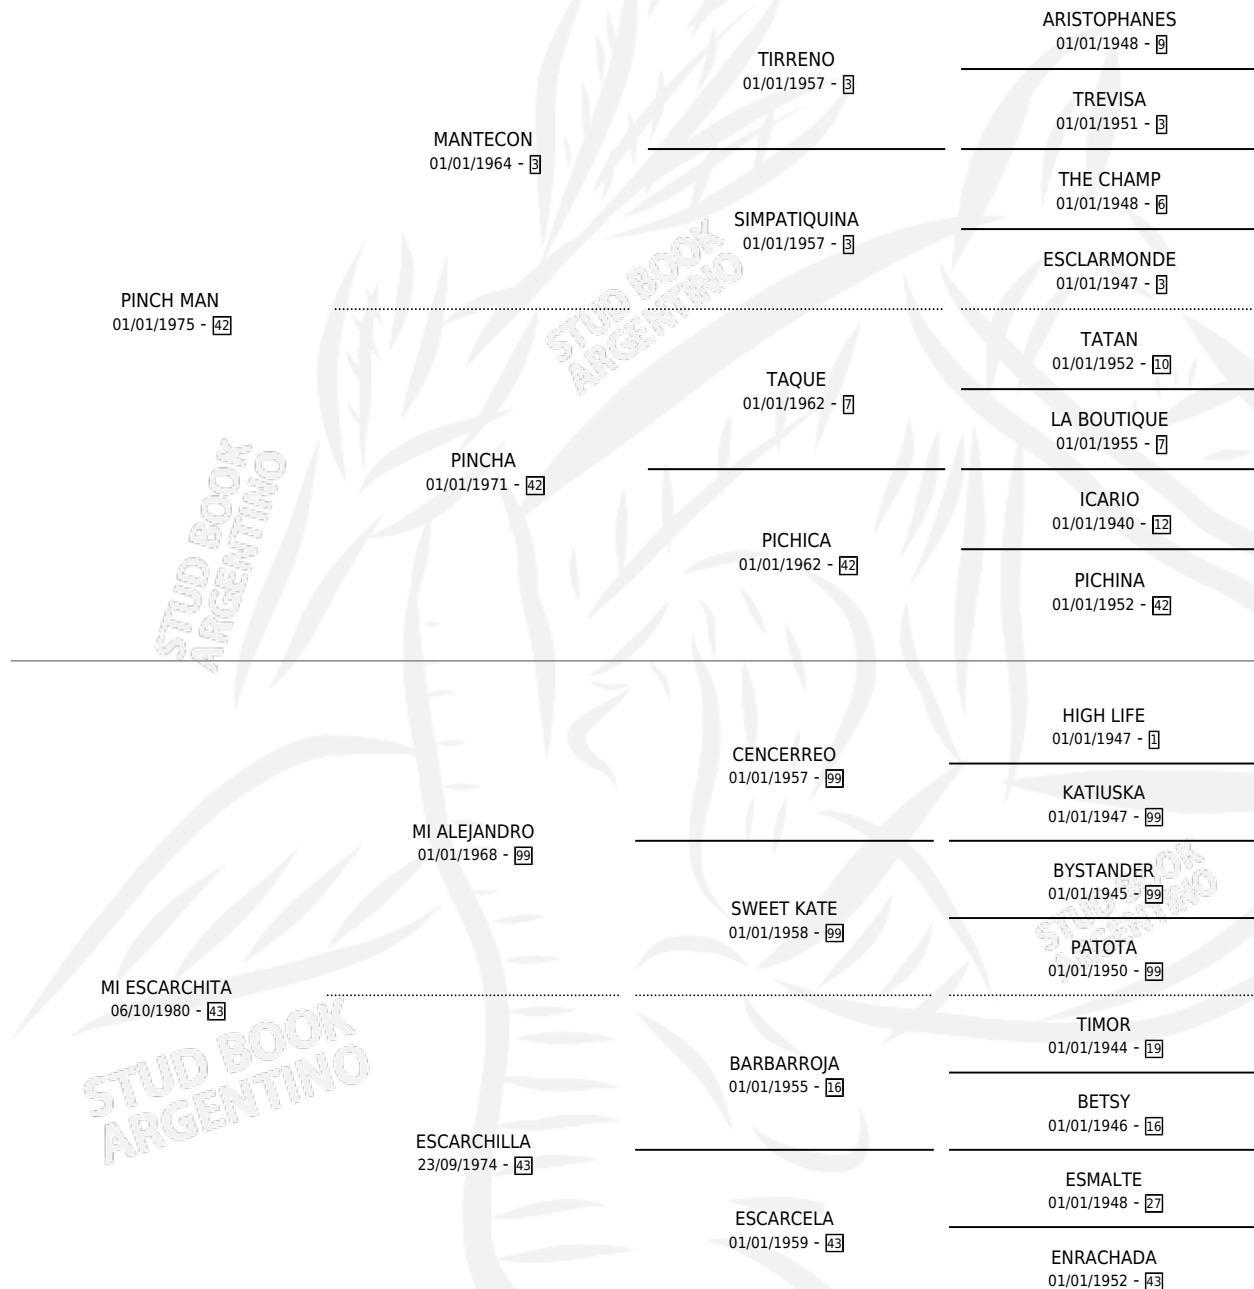 PINCH MAN
01/01/1975 - 42
MANTECON
01/01/1964 - 3
PINCHA
01/01/1971 - 42
TIRRENO
01/01/1957 - 3
SIMPATIQUINA
01/01/1957 - 3
TAQUE
01/01/1962 - 7
PICHICA
01/01/1962 - 42
ARISTOPHANES
01/01/1948 - 9
TREVISA
01/01/1951 - 3
THE CHAMP
01/01/1948 - 6
ESCLARMONDE
01/01/1947 - 3
TATAN
01/01/1952 - 10
LA BOUTIQUE
01/01/1955 - 7
ICARIO
01/01/1940 - 12
PICHINA
01/01/1952 - 42
MI ESCARCHITA
06/10/1980 - 43
MI ALEJANDRO
01/01/1968 - 99
ESCARCHILLA
23/09/1974 - 43
CENCERREO
01/01/1957 - 99
SWEET KATE
01/01/1958 - 99
BARBARROJA
01/01/1955 - 16
ESCARCELA
01/01/1959 - 43
HIGH LIFE
01/01/1947 - 1
KATIUSKA
01/01/1947 - 99
BYSTANDER
01/01/1945 - 99
PATOTA
01/01/1950 - 99
TIMOR
01/01/1944 - 19
BETSY
01/01/1946 - 16
ESMALTE
01/01/1948 - 27
ENRACHADA
01/01/1952 - 43
STUD BOOK
ARGENTINO
STUD BOOK
ARGENTINO
STUD BOOK
ARGENTINO
STUD BOOK
ARGENTINO